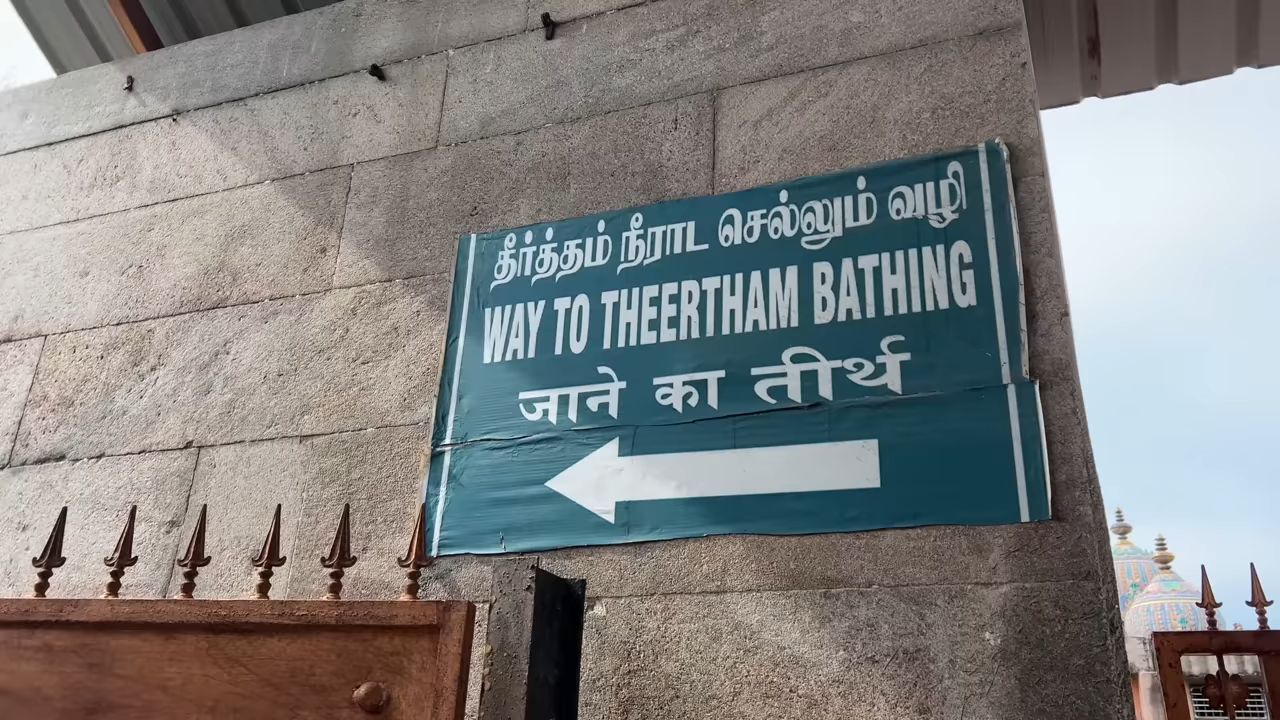 தீர்த்தம் நீராட செல்லும் வழி
WAY TO THEERTHAM BATHING
जाने का तीर्थ